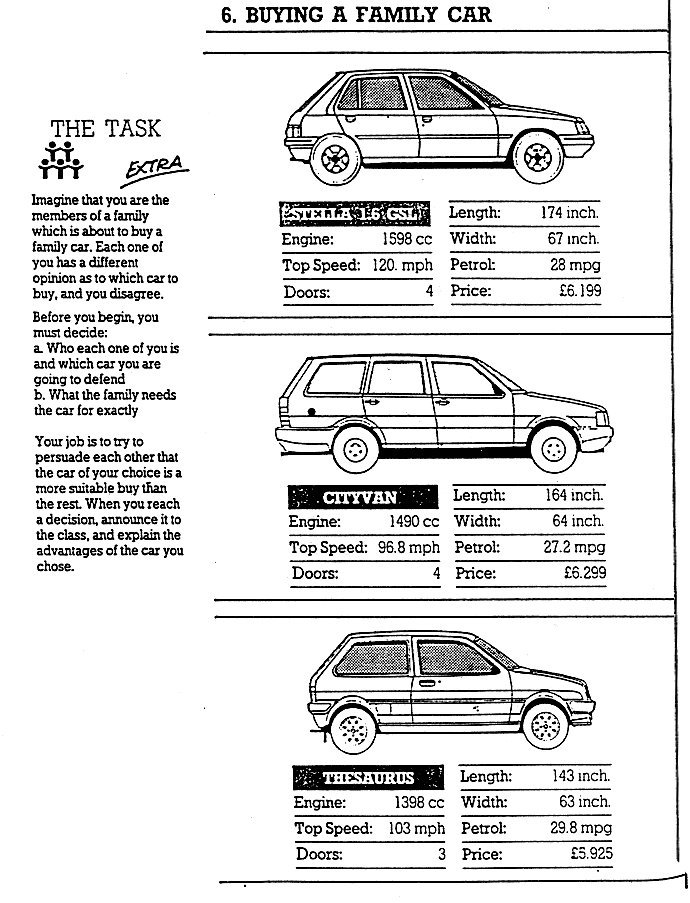 6. BUYING A FAMILY CAR
THE TASK
EXTRA
Imagine that you are the
members of a family
which is about to buy a
family car. Each one of
you has a different
opinion as to which car to
buy, and you disagree.
Before you begin, you
must decide:
a. Who each one of you is
and which car you are
going to defend
b. What the family needs
the car for exactly
Your job is to try to
persuade each other that
the car of your choice is a
more suitable buy than
the rest. When you reach
a decision, announce it to
the class, and explain the
advantages of the car you
chose.
STELLA 1.6 GSL
Engine: 1598 cc
Top Speed: 120. mph
Doors: 4
Length: 174 inch.
Width: 67 inch.
Petrol: 28 mpg
Price: £6.199
CITYVAN
Engine: 1490 cc
Top Speed: 96.8 mph
Doors: 4
Length: 164 inch.
Width: 64 inch.
Petrol: 27.2 mpg
Price: £6.299
THESAURUS
Engine: 1398 cc
Top Speed: 103 mph
Doors: 3
Length: 143 inch.
Width: 63 inch.
Petrol: 29.8 mpg
Price: £5.925